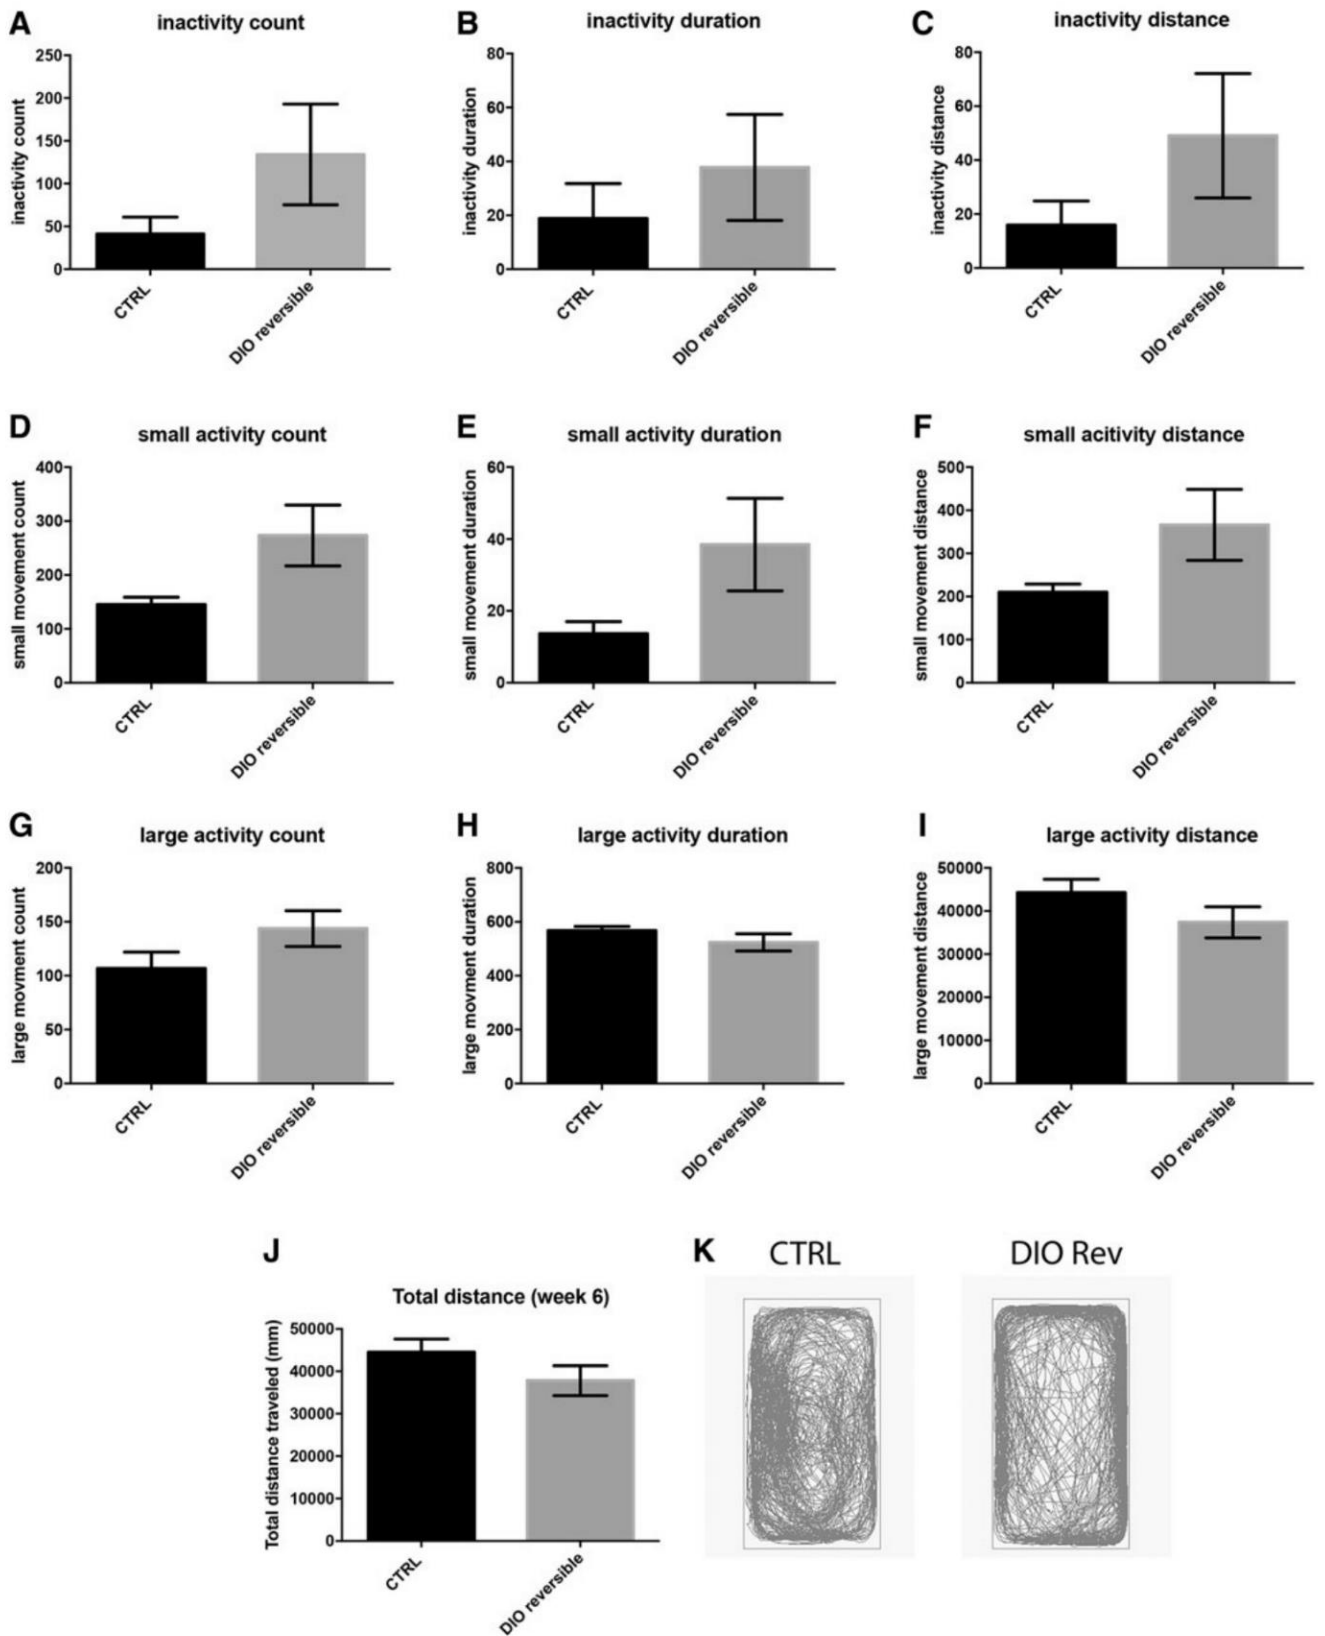 A
inactivity count
inactivity count
250
200
150
100
50
0
CTRL
DIO reversible
B
inactivity duration
inactivity duration
80
60
40
20
0
CTRL
DIO reversible
C
inactivity distance
inactivity distance
80
60
40
20
0
CTRL
DIO reversible
D
small activity count
small movement count
400
300
200
100
0
CTRL
DIO reversible
E
small activity duration
small movement duration
60
40
20
0
CTRL
DIO reversible
F
small acitivity distance
small movement distance
500
400
300
200
100
0
CTRL
DIO reversible
G
large activity count
large movment count
200
150
100
50
0
CTRL
DIO reversible
H
large activity duration
large movment duration
800
600
400
200
0
CTRL
DIO reversible
I
large activity distance
large movement distance
50000
40000
30000
20000
10000
0
CTRL
DIO reversible
J
Total distance (week 6)
Total distance traveled (mm)
50000
40000
30000
20000
10000
0
CTRL
DIO reversible
K
CTRL
DIO Rev